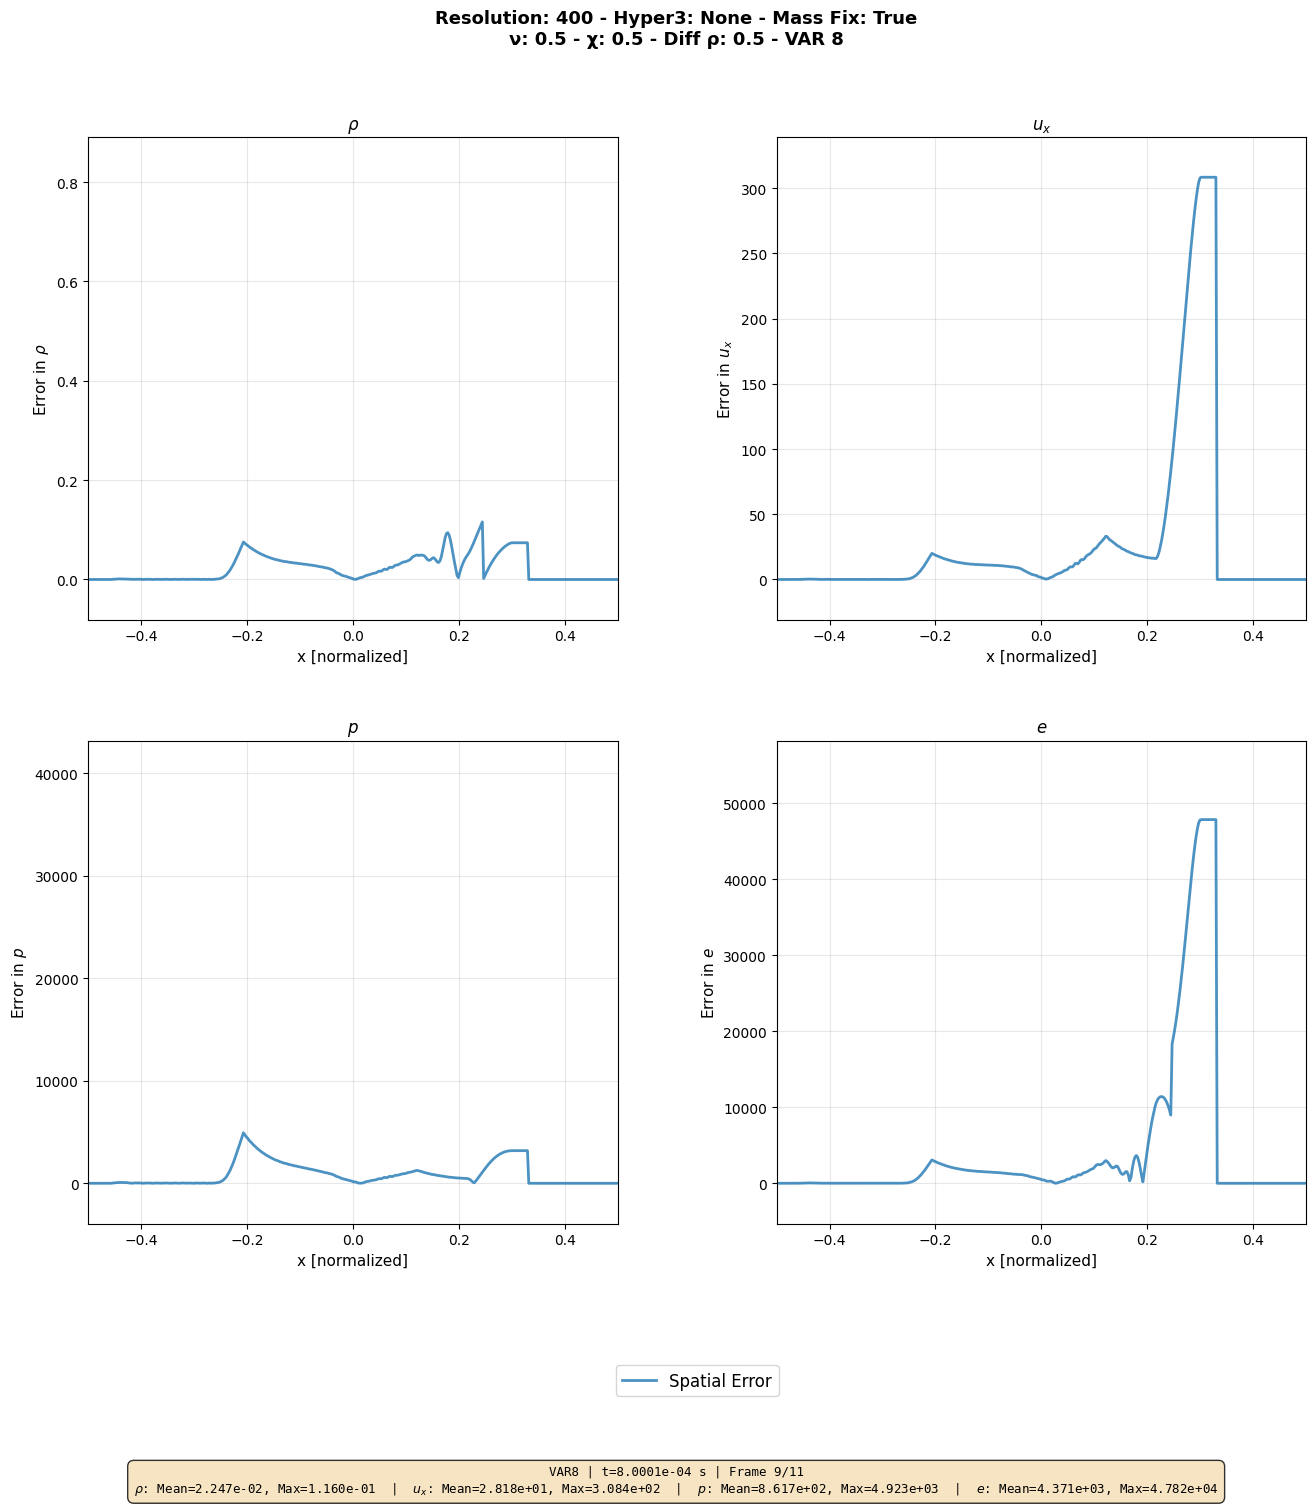 Resolution: 400 - Hyper3: None - Mass Fix: True
ν: 0.5 - χ: 0.5 - Diff ρ: 0.5 - VAR 8
ρ
Error in ρ
0.8
0.6
0.4
0.2
0.0
−0.4 −0.2 0.0 0.2 0.4
x [normalized]
u_x
Error in u_x
300
250
200
150
100
50
0
−0.4 −0.2 0.0 0.2 0.4
x [normalized]
p
Error in p
40000
30000
20000
10000
0
−0.4 −0.2 0.0 0.2 0.4
x [normalized]
e
Error in e
50000
40000
30000
20000
10000
0
−0.4 −0.2 0.0 0.2 0.4
x [normalized]
Spatial Error
VAR8 | t=8.0001e-04 s | Frame 9/11
ρ: Mean=2.247e-02, Max=1.160e-01 | u_x: Mean=2.818e+01, Max=3.084e+02 | p: Mean=8.617e+02, Max=4.923e+03 | e: Mean=4.371e+03, Max=4.782e+04